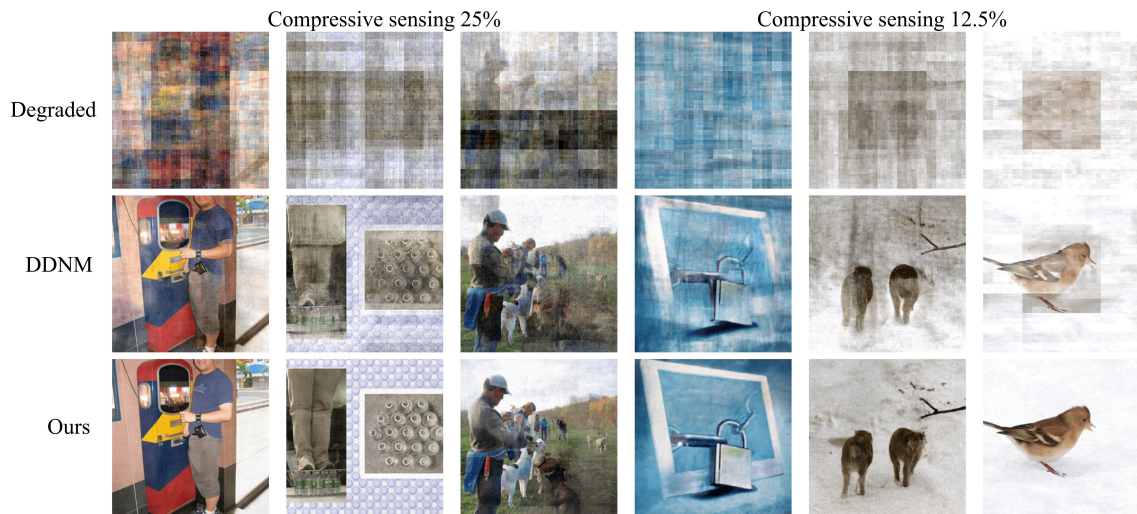 Compressive sensing 25%
Compressive sensing 12.5%
Degraded
DDNM
Ours